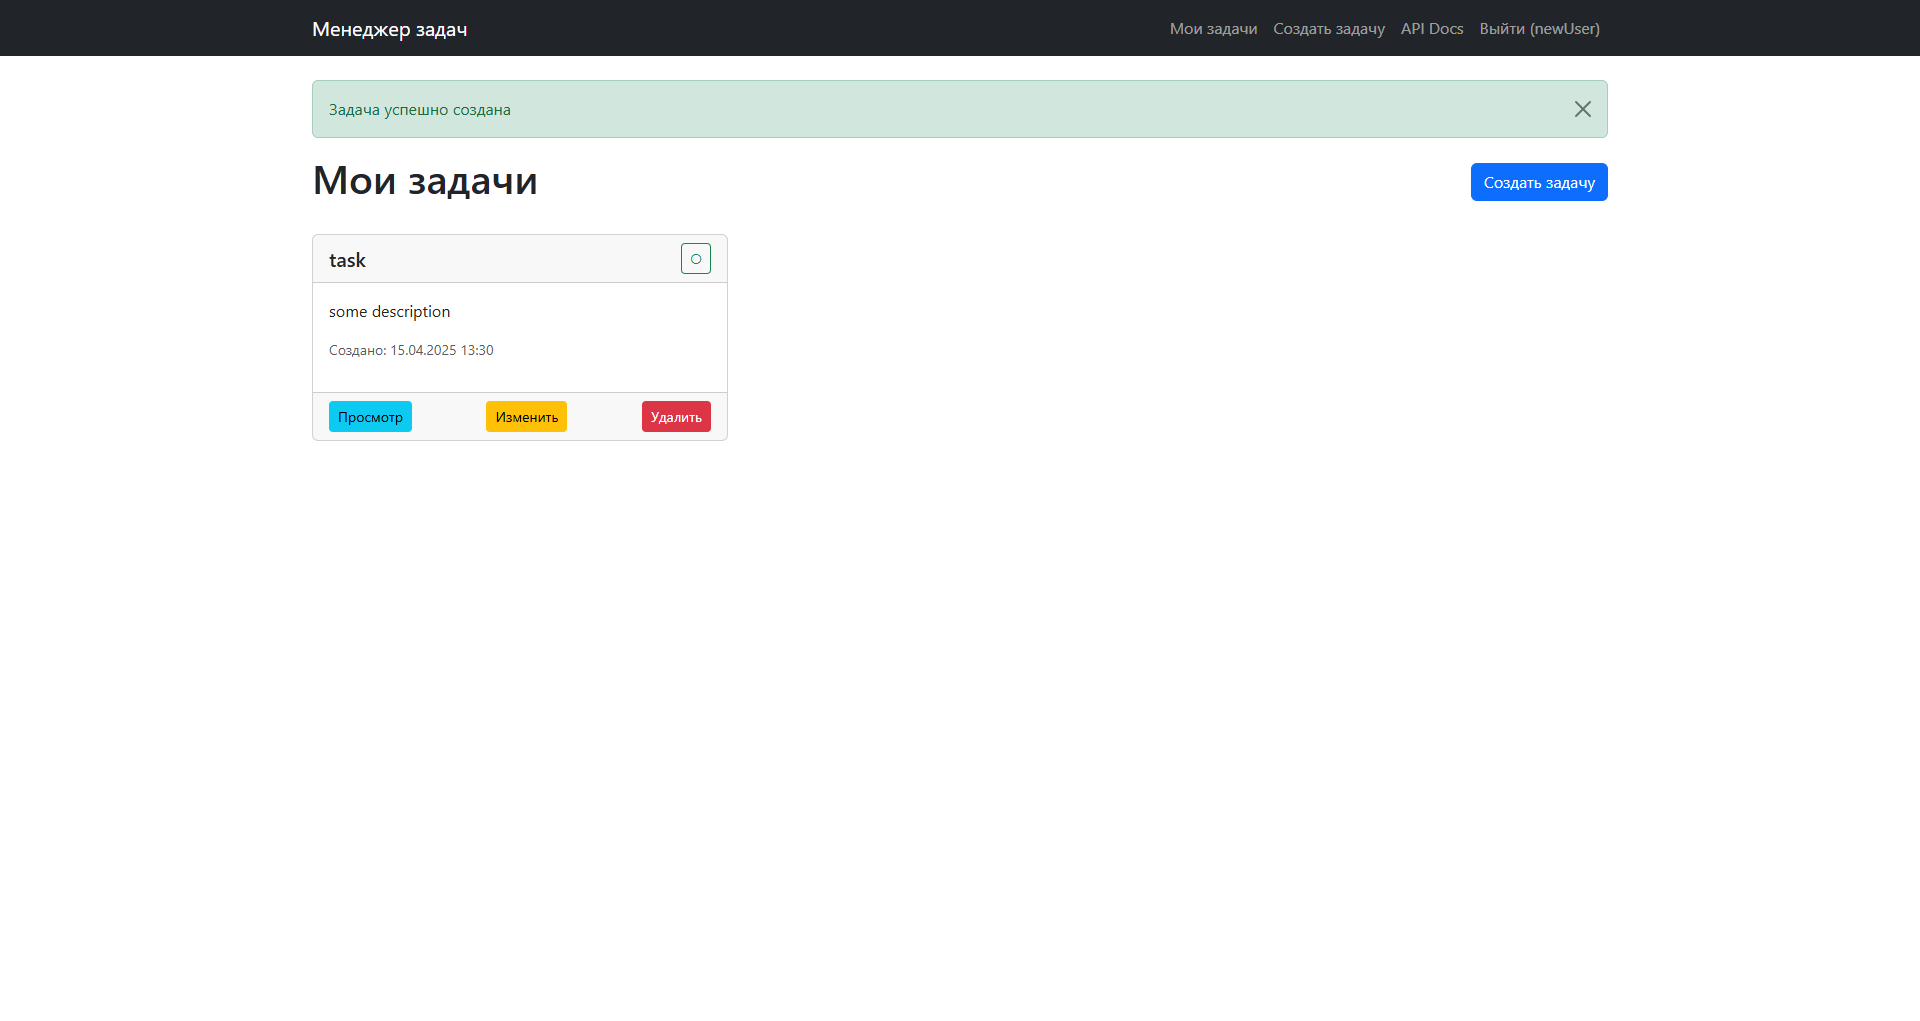 Менеджер задач
Мои задачи Создать задачу API Docs Выйти (newUser)
Задача успешно создана
Мои задачи
Создать задачу
task
some description
Создано: 15.04.2025 13:30
Просмотр Изменить Удалить